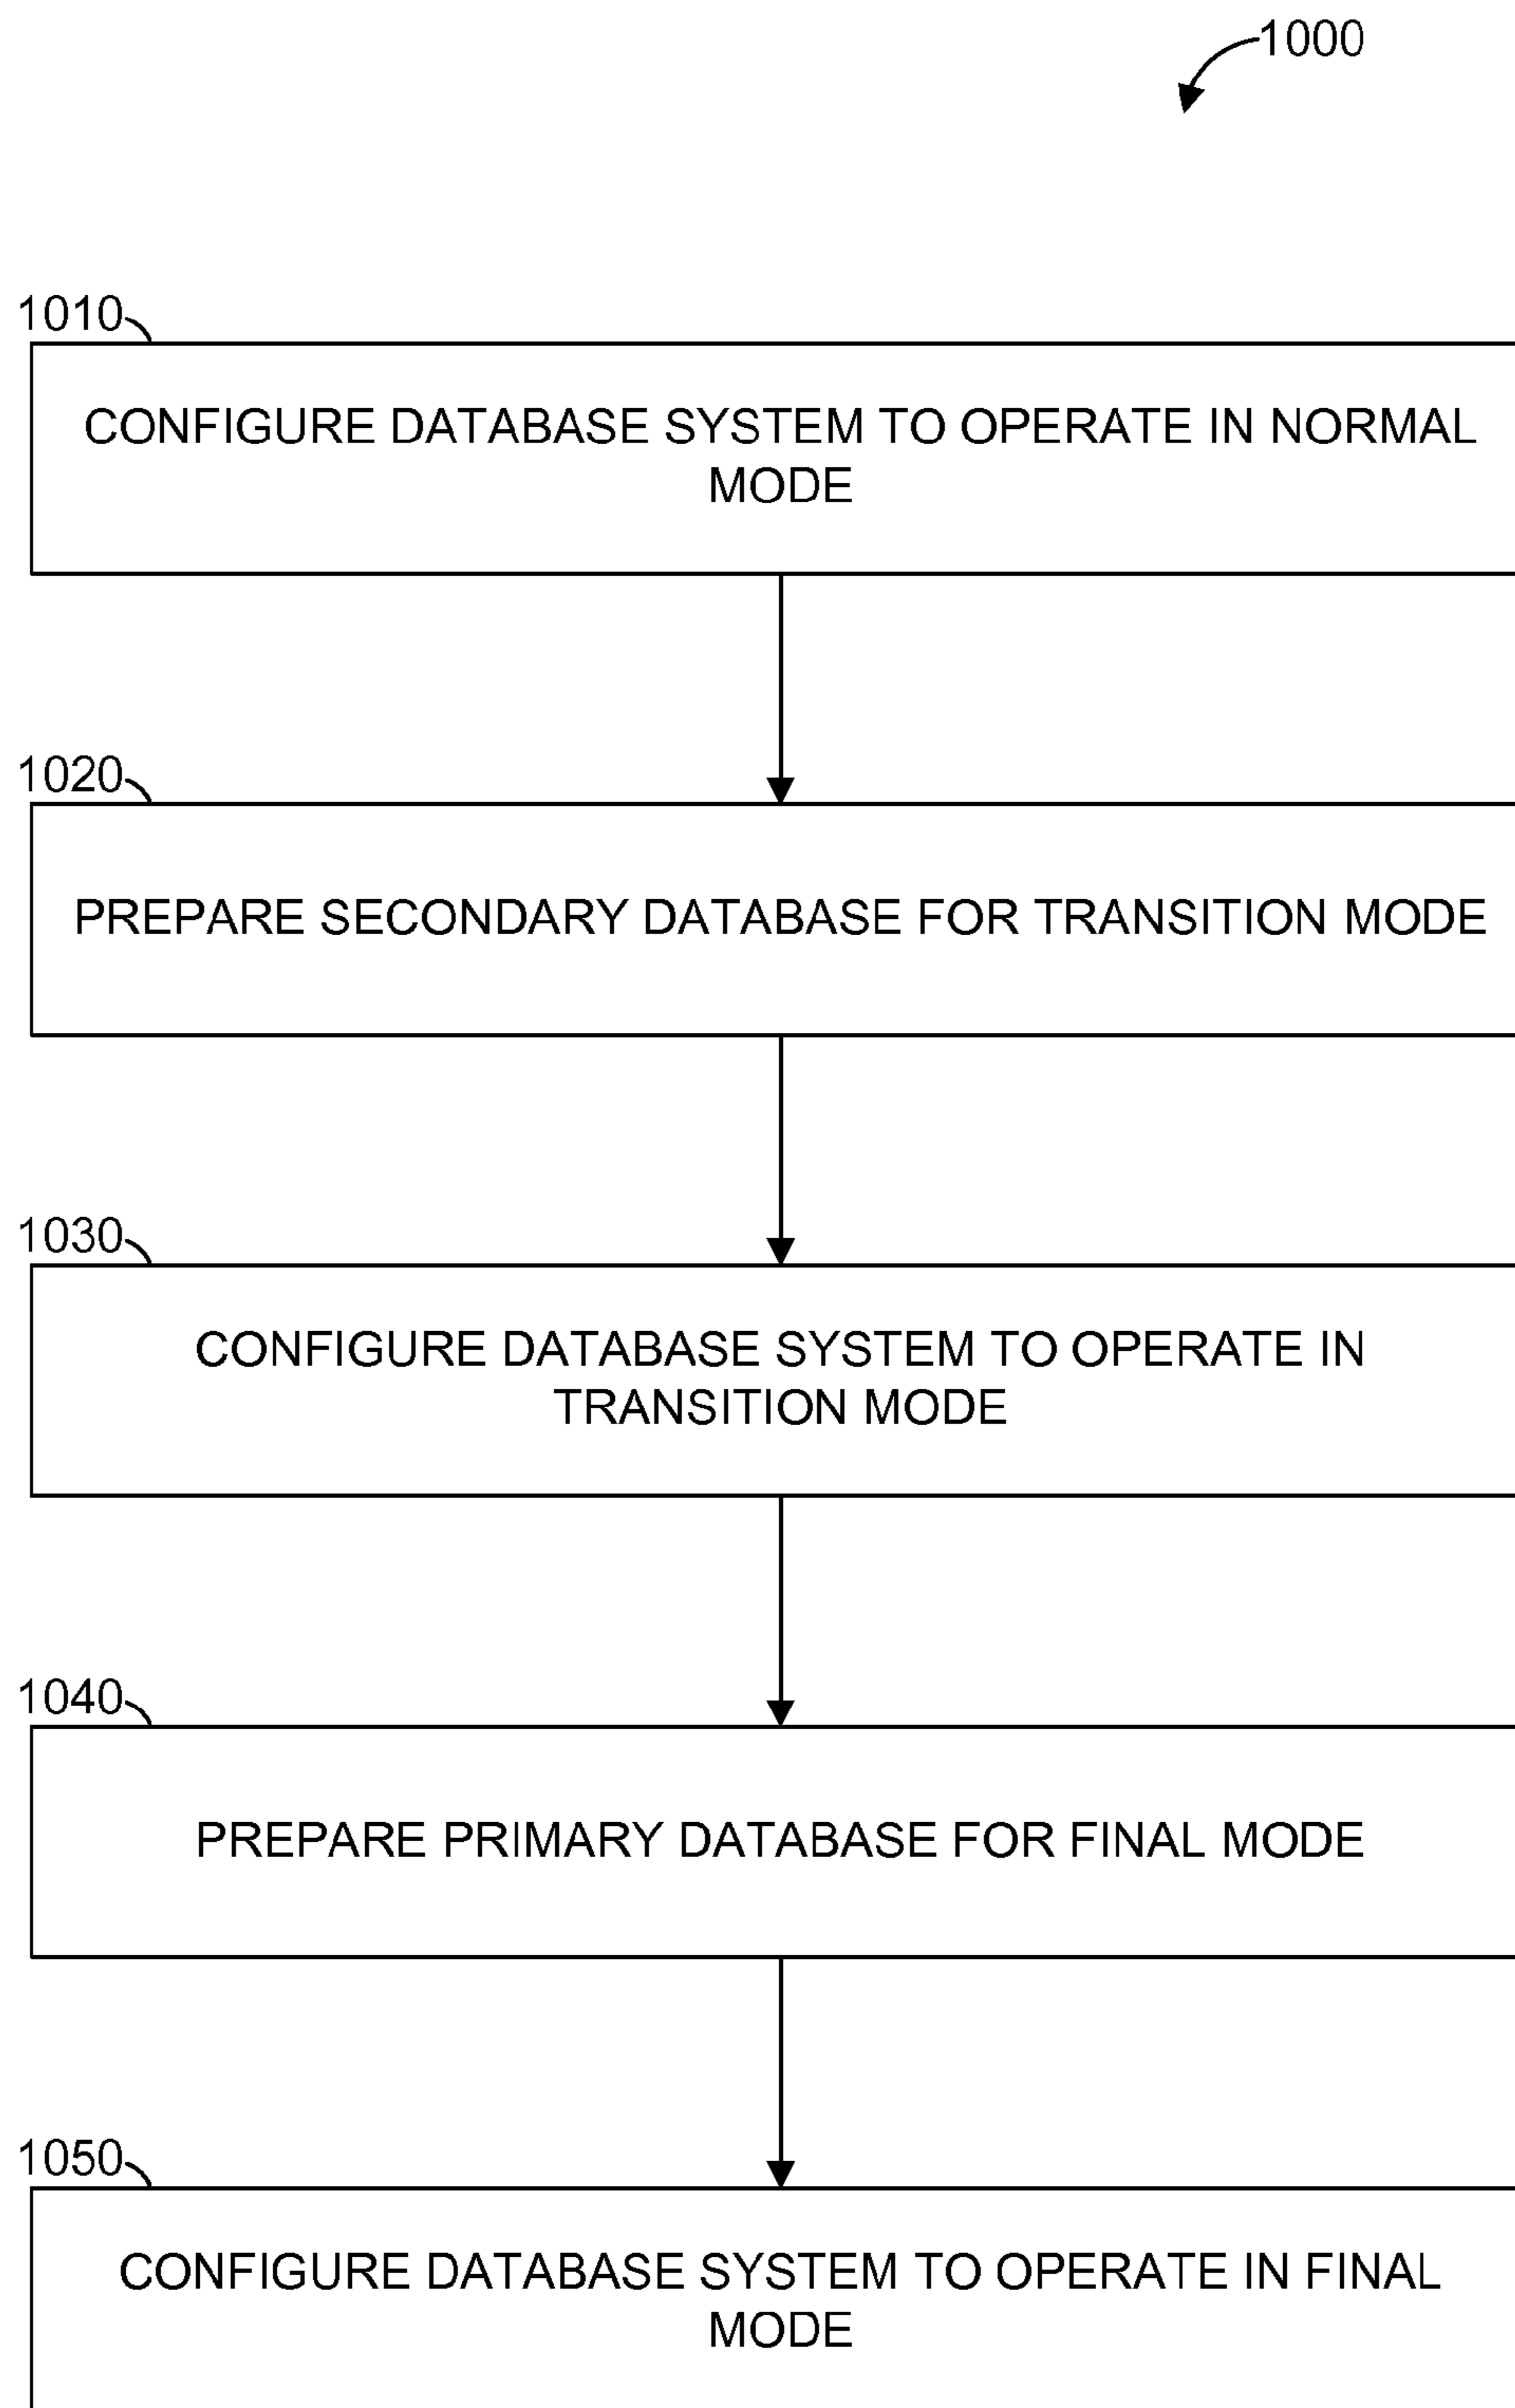 1000
1010
CONFIGURE DATABASE SYSTEM TO OPERATE IN NORMAL
MODE
1020
PREPARE SECONDARY DATABASE FOR TRANSITION MODE
1030
CONFIGURE DATABASE SYSTEM TO OPERATE IN
TRANSITION MODE
1040
PREPARE PRIMARY DATABASE FOR FINAL MODE
1050
CONFIGURE DATABASE SYSTEM TO OPERATE IN FINAL
MODE